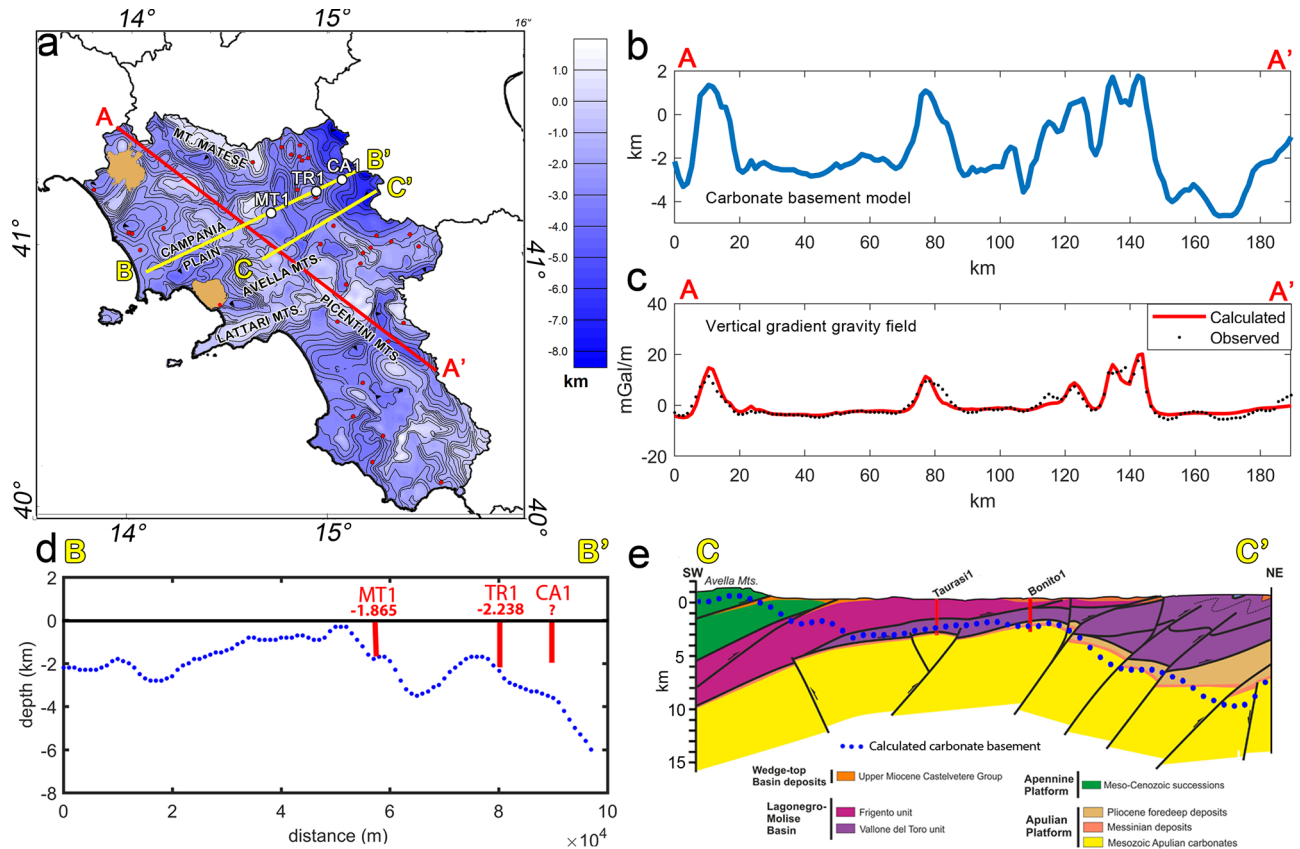 a
14°
15°
16°
41°
40°
41°
40°
14°
15°
A
A'
B
B'
C
C'
MT./MATESE
CA1
TR1
MT1
CAMPANIA
PLAIN
AVELLA MTS.
LATTARI MTS.
PICENTINI MTS.
1.0
0.0
-1.0
-2.0
-3.0
-4.0
-5.0
-6.0
-7.0
-8.0
km
b
A
A'
2
0
-2
-4
km
Carbonate basement model
0 20 40 60 80 100 120 140 160 180
km
c
A
A'
40
20
0
-20
mGal/m
Vertical gradient gravity field
Calculated
Observed
0 20 40 60 80 100 120 140 160 180
km
d
B
B’
2
0
-2
-4
-6
-8
depth (km)
MT1
-1.865
TR1
-2.238
CA1
?
0 2 4 6 8 10
distance (m)
× 10⁴
e
C
C’
SW
NE
Avella Mts.
Taurasi1
Bonito1
0
5
10
15
km
Calculated carbonate basement
Wedge-top
Basin deposits
Upper Miocene Castelvetere Group
Lagonegro-
Molise
Basin
Frigento unit
Vallone del Toro unit
Apennine
Platform
Meso-Cenozoic successions
Apulian
Platform
Pliocene foredeep deposits
Messinian deposits
Mesozoic Apulian carbonates